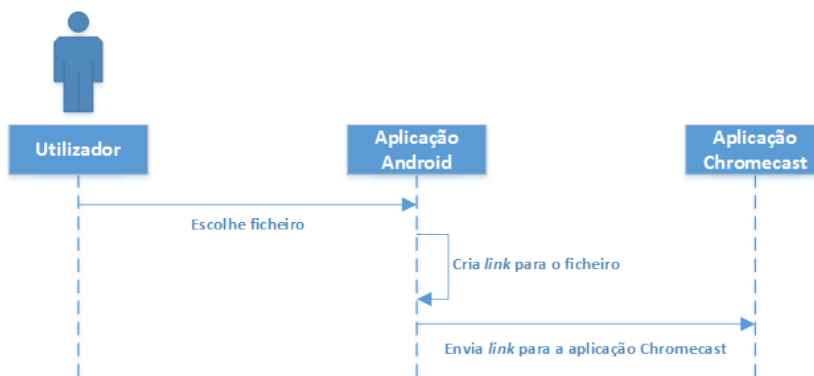 Utilizador
Aplicação
Android
Aplicação
Chromecast
Escolhe ficheiro
Cria link para o ficheiro
Envia link para a aplicação Chromecast